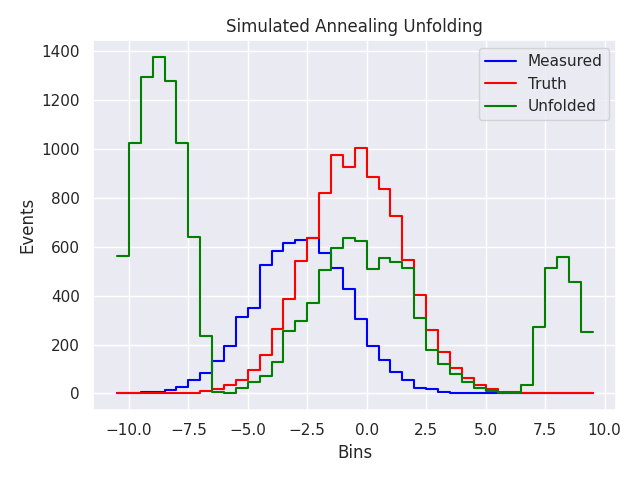 Simulated Annealing Unfolding
Measured
Truth
Unfolded
Events
1400
1200
1000
800
600
400
200
0
−10.0 −7.5 −5.0 −2.5 0.0 2.5 5.0 7.5 10.0
Bins